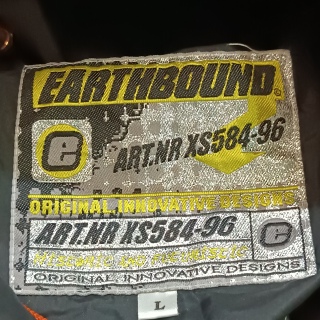 EARTHBOUND
e
ART.NR XS584-96
ORIGINAL INNOVATIVE DESIGNS
ART.NR XS584-96
e
ORIGINAL INNOVATIVE DESIGNS
L